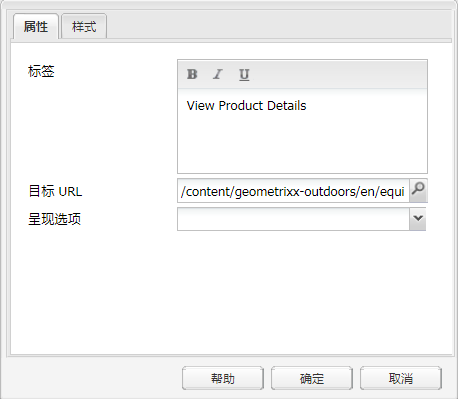 属性 样式
标签
B I U
View Product Details
目标 URL /content/geometrixx-outdoors/en/equi
呈现选项
帮助 确定 取消